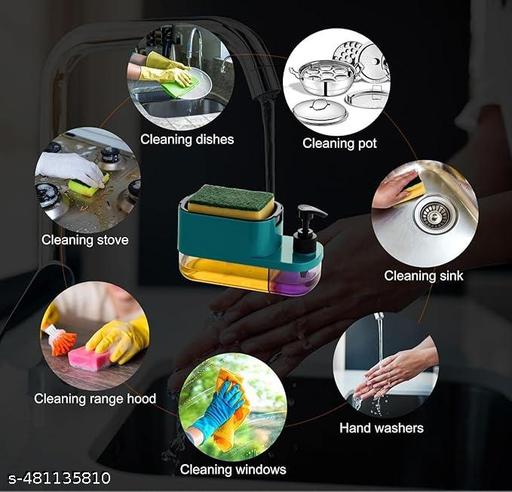 Cleaning dishes
Cleaning pot
Cleaning stove
Cleaning sink
Cleaning range hood
Hand washers
Cleaning windows
s-481135810